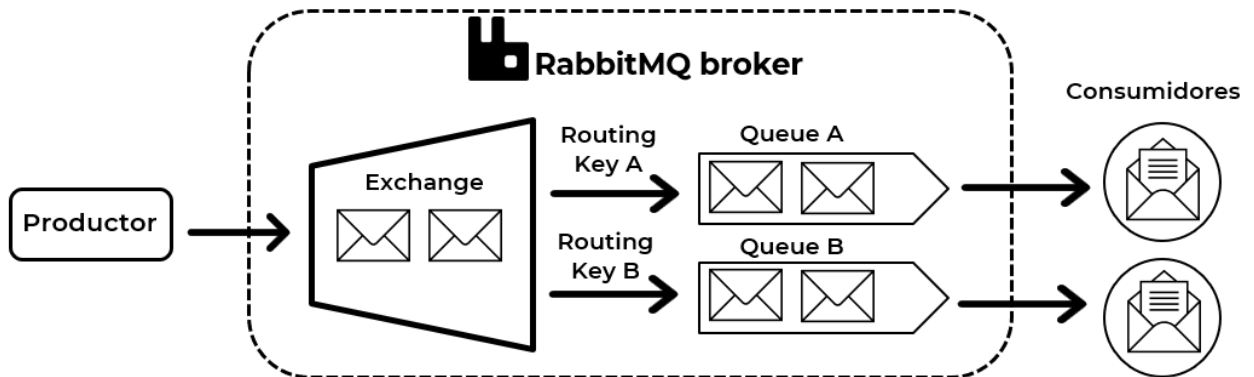 RabbitMQ broker
Consumidores
Productor
Exchange
Routing
Key A
Queue A
Routing
Key B
Queue B